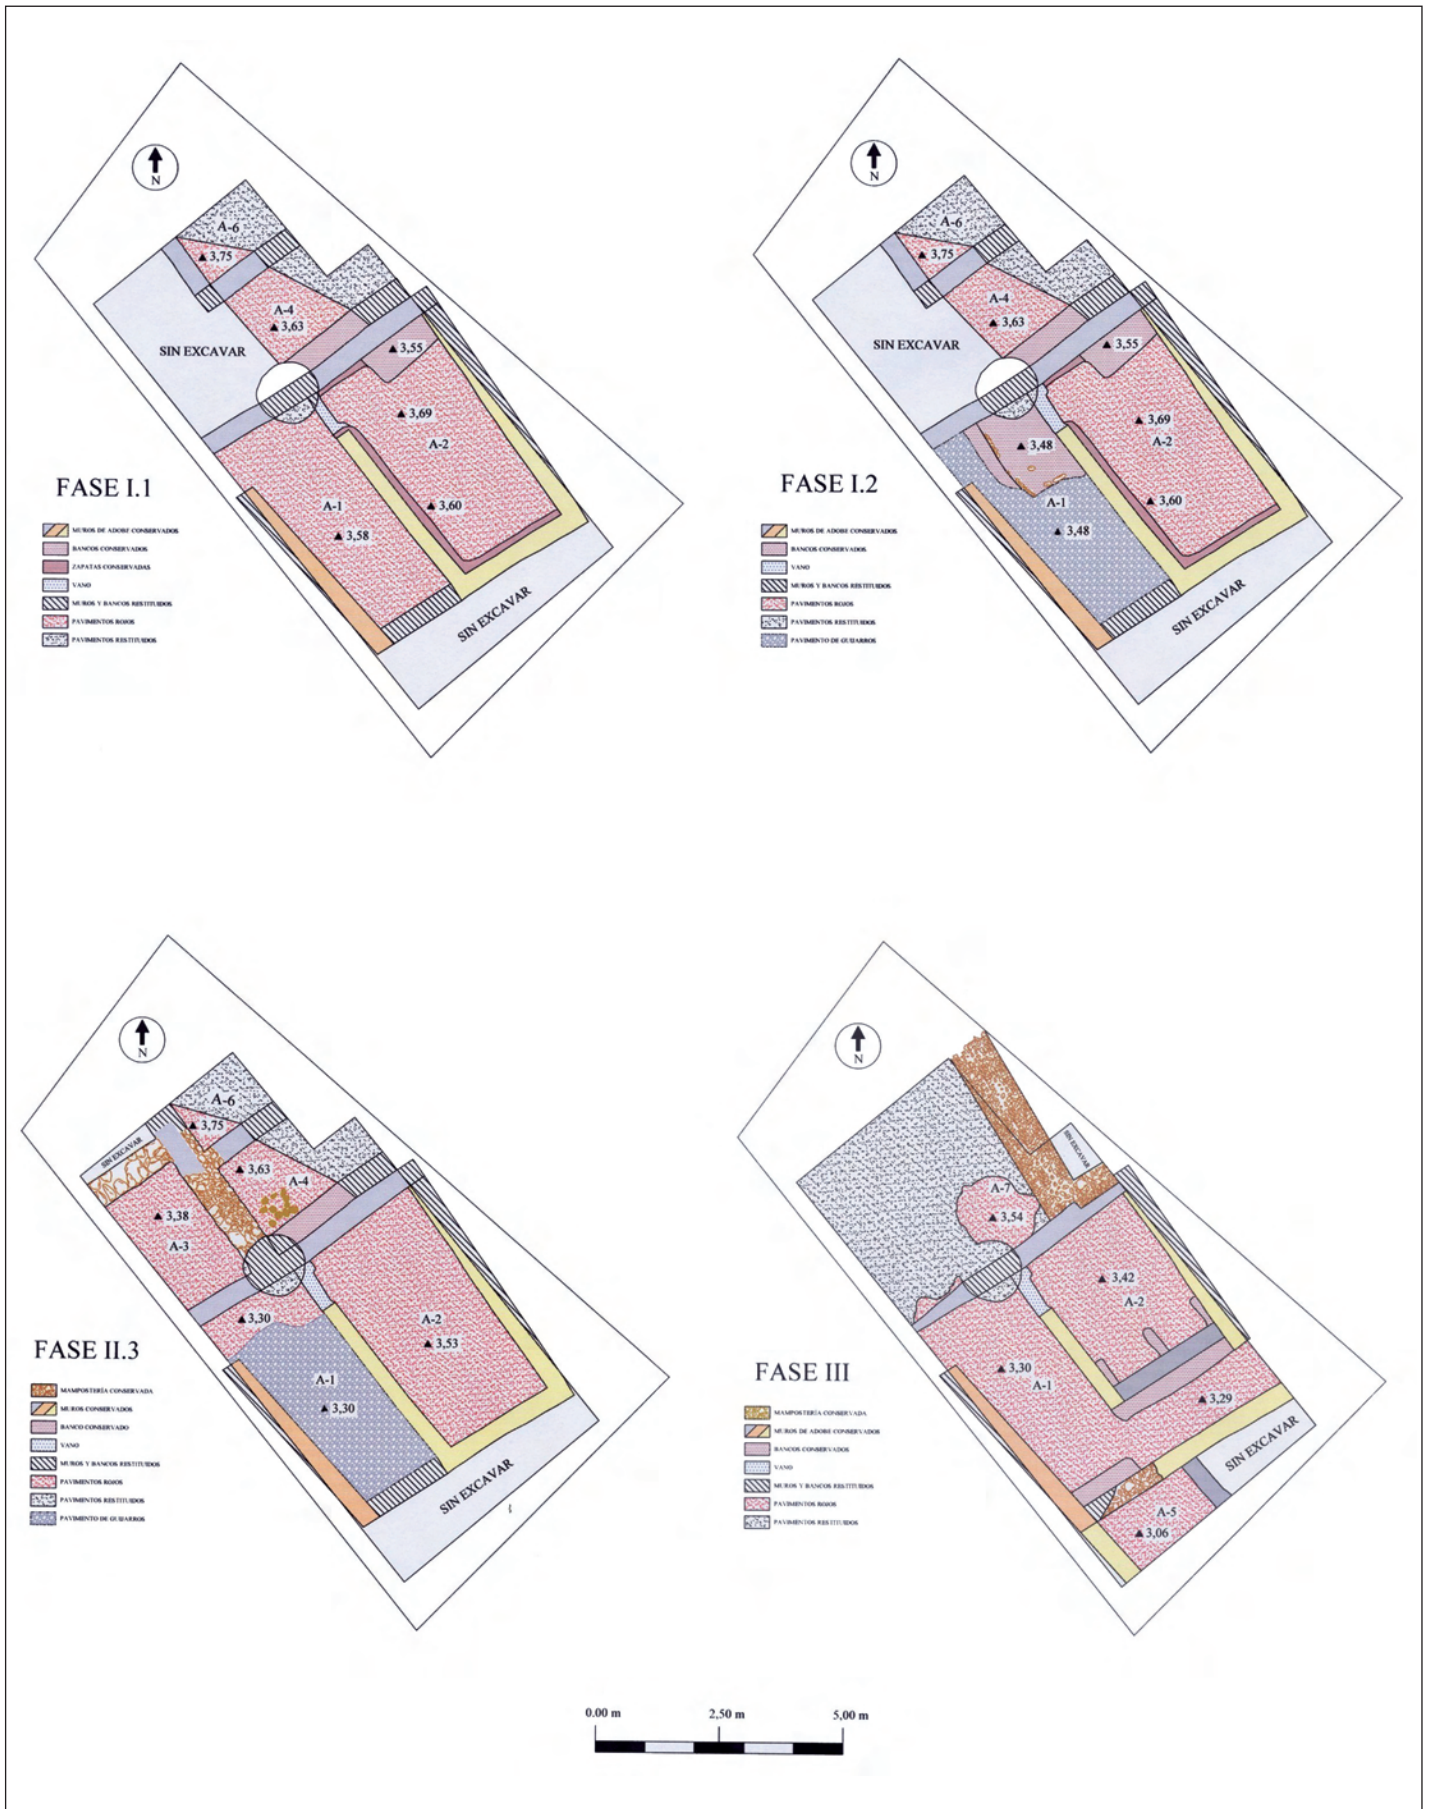 N
A-6
3,75
A-4
3,63
SIN EXCAVAR
3,55
3,69
A-2
FASE I.1
A-1
3,60
3,58
MUROS DE ADOBE CONSERVADOS
BANCOS CONSERVADOS
ZAPATAS CONSERVADAS
VANO
MUROS Y BANCOS RESTITUIDOS
PAVIMENTOS ROJOS
PAVIMENTOS RESTITUIDOS
SIN EXCAVAR
N
A-6
3,75
A-4
3,63
SIN EXCAVAR
3,55
3,69
A-2
3,48
FASE I.2
A-1
3,60
3,48
MUROS DE ADOBE CONSERVADOS
BANCOS CONSERVADOS
VANO
MUROS Y BANCOS RESTITUIDOS
PAVIMENTOS ROJOS
PAVIMENTOS RESTITUIDOS
PAVIMENTO DE GUIJARROS
SIN EXCAVAR
N
A-6
3,75
SIN EXCAVAR
3,63
A-4
3,38
A-3
3,30
A-2
3,53
FASE II.3
A-1
3,30
MAMPOSTERÍA CONSERVADA
MUROS CONSERVADOS
BANCO CONSERVADO
VANO
MUROS Y BANCOS RESTITUIDOS
PAVIMENTOS ROJOS
PAVIMENTOS RESTITUIDOS
PAVIMENTO DE GUIJARROS
SIN EXCAVAR
N
SIN EXCAVAR
A-7
3,54
3,42
A-2
FASE III
3,30
A-1
3,29
MAMPOSTERÍA CONSERVADA
MUROS DE ADOBE CONSERVADOS
BANCOS CONSERVADOS
VANO
MUROS Y BANCOS RESTITUIDOS
PAVIMENTOS ROJOS
PAVIMENTOS RESTITUIDOS
SIN EXCAVAR
A-5
3,06
0.00 m 2,50 m 5,00 m